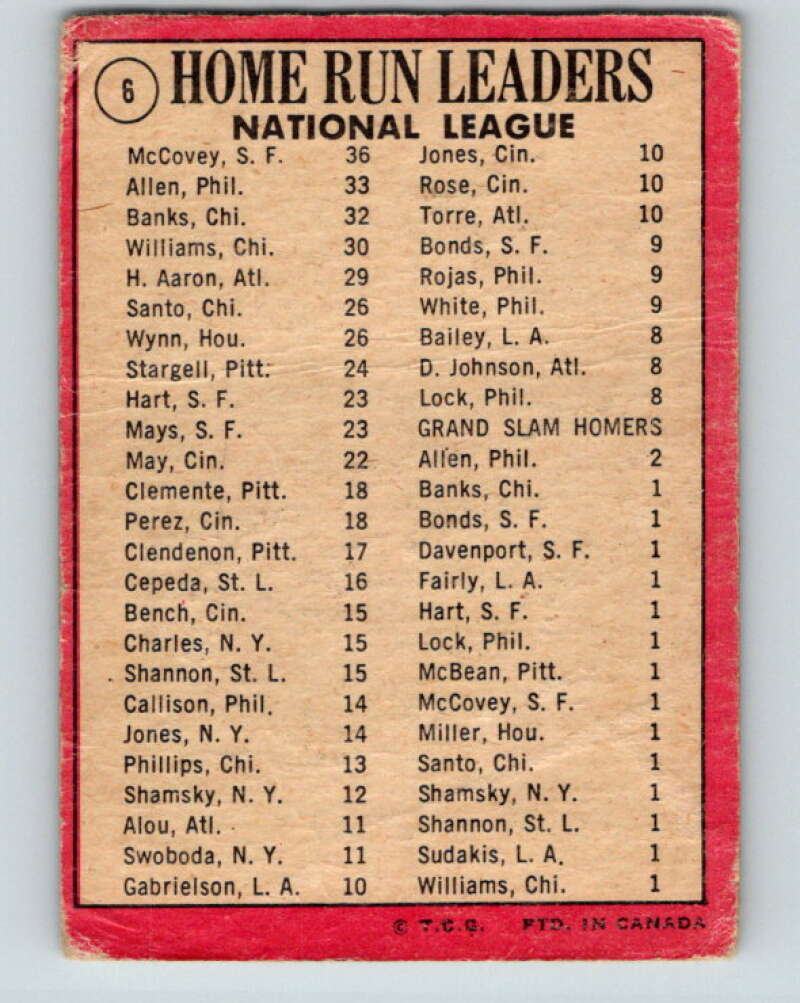 6 HOME RUN LEADERS
NATIONAL LEAGUE
McCovey, S. F. 36
Allen, Phil. 33
Banks, Chi. 32
Williams, Chi. 30
H. Aaron, Atl. 29
Santo, Chi. 26
Wynn, Hou. 26
Stargell, Pitt. 24
Hart, S. F. 23
Mays, S. F. 23
May, Cin. 22
Clemente, Pitt. 18
Perez, Cin. 18
Clendenon, Pitt. 17
Cepeda, St. L. 16
Bench, Cin. 15
Charles, N. Y. 15
Shannon, St. L. 15
Callison, Phil. 14
Jones, N. Y. 14
Phillips, Chi. 13
Shamsky, N. Y. 12
Alou, Atl. 11
Swoboda, N. Y. 11
Gabrielson, L. A. 10
Jones, Cin. 10
Rose, Cin. 10
Torre, Atl. 10
Bonds, S. F. 9
Rojas, Phil. 9
White, Phil. 9
Bailey, L. A. 8
D. Johnson, Atl. 8
Lock, Phil. 8
GRAND SLAM HOMERS
Allen, Phil. 2
Banks, Chi. 1
Bonds, S. F. 1
Davenport, S. F. 1
Fairly, L. A. 1
Hart, S. F. 1
Lock, Phil. 1
McBean, Pitt. 1
McCovey, S. F. 1
Miller, Hou. 1
Santo, Chi. 1
Shamsky, N. Y. 1
Shannon, St. L. 1
Sudakis, L. A. 1
Williams, Chi. 1
© T.C.G. PTD. IN CANADA